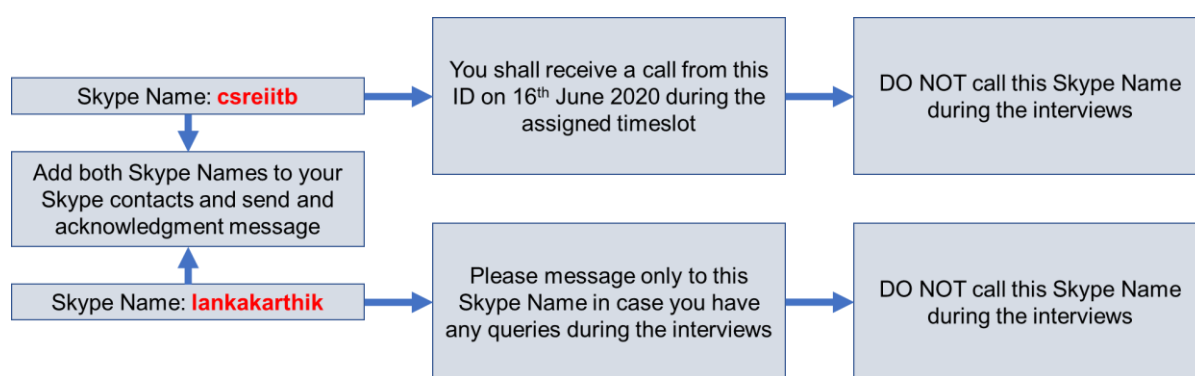 Skype Name: csreiitb
You shall receive a call from this
ID on 16th June 2020 during the
assigned timeslot
DO NOT call this Skype Name
during the interviews
Add both Skype Names to your
Skype contacts and send and
acknowledgment message
Skype Name: lankakarthik
Please message only to this
Skype Name in case you have
any queries during the interviews
DO NOT call this Skype Name
during the interviews